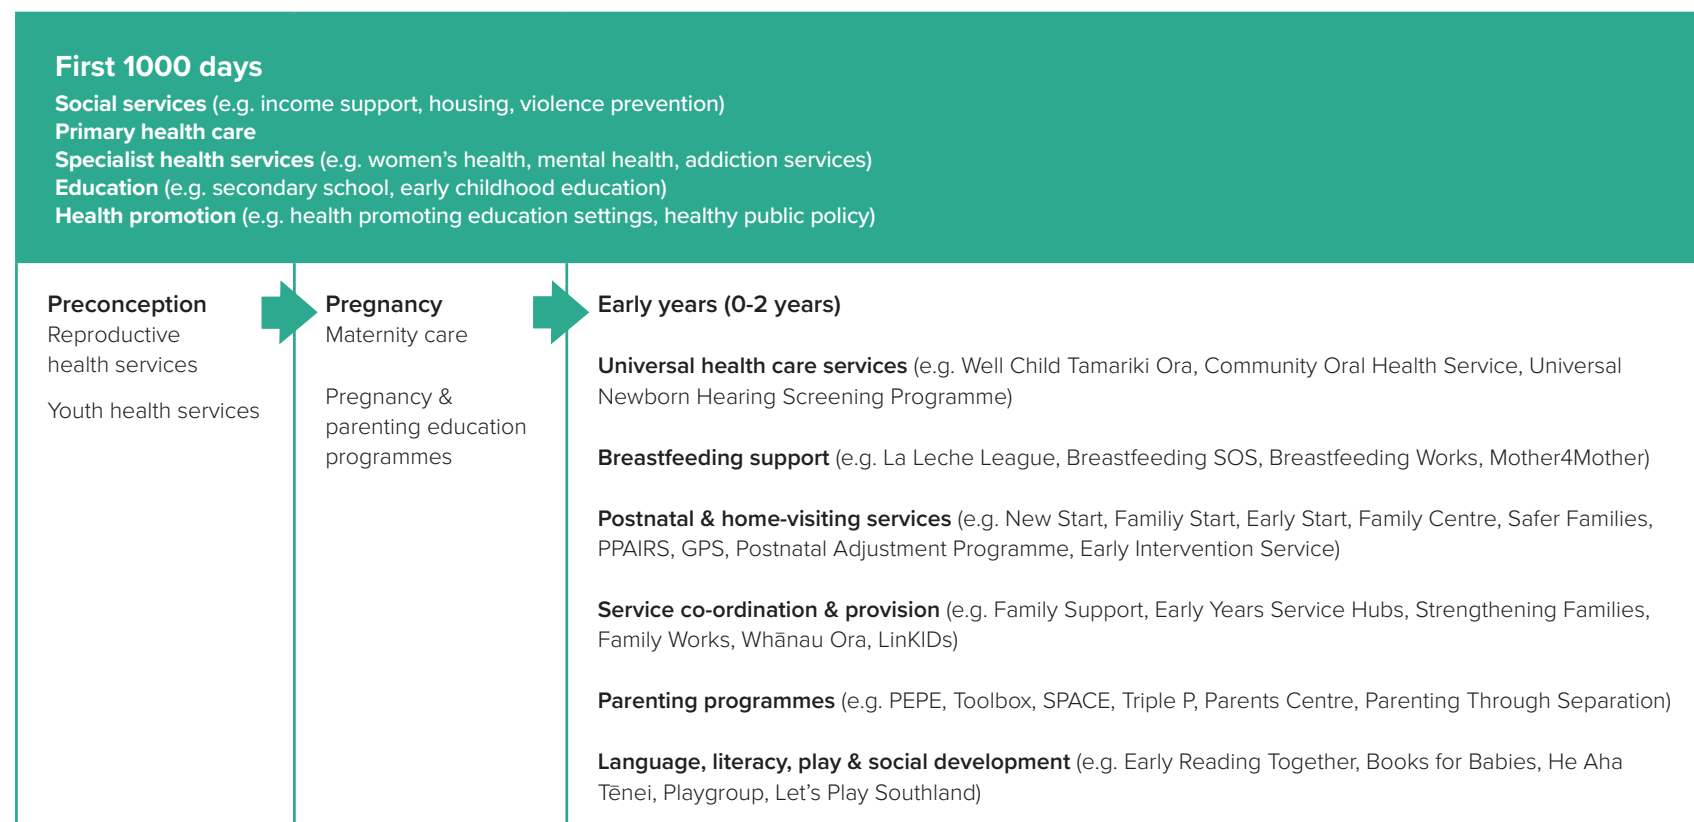 First 1000 days
Social services (e.g. income support, housing, violence prevention)
Primary health care
Specialist health services (e.g. women’s health, mental health, addiction services)
Education (e.g. secondary school, early childhood education)
Health promotion (e.g. health promoting education settings, healthy public policy)
Preconception
Reproductive
health services
Youth health services
Pregnancy
Maternity care
Pregnancy &
parenting education
programmes
Early years (0-2 years)
Universal health care services (e.g. Well Child Tamariki Ora, Community Oral Health Service, Universal
Newborn Hearing Screening Programme)
Breastfeeding support (e.g. La Leche League, Breastfeeding SOS, Breastfeeding Works, Mother4Mother)
Postnatal & home-visiting services (e.g. New Start, Familiy Start, Early Start, Family Centre, Safer Families,
PPAIRS, GPS, Postnatal Adjustment Programme, Early Intervention Service)
Service co-ordination & provision (e.g. Family Support, Early Years Service Hubs, Strengthening Families,
Family Works, Whānau Ora, LinKIDs)
Parenting programmes (e.g. PEPE, Toolbox, SPACE, Triple P, Parents Centre, Parenting Through Separation)
Language, literacy, play & social development (e.g. Early Reading Together, Books for Babies, He Aha
Tēnei, Playgroup, Let’s Play Southland)